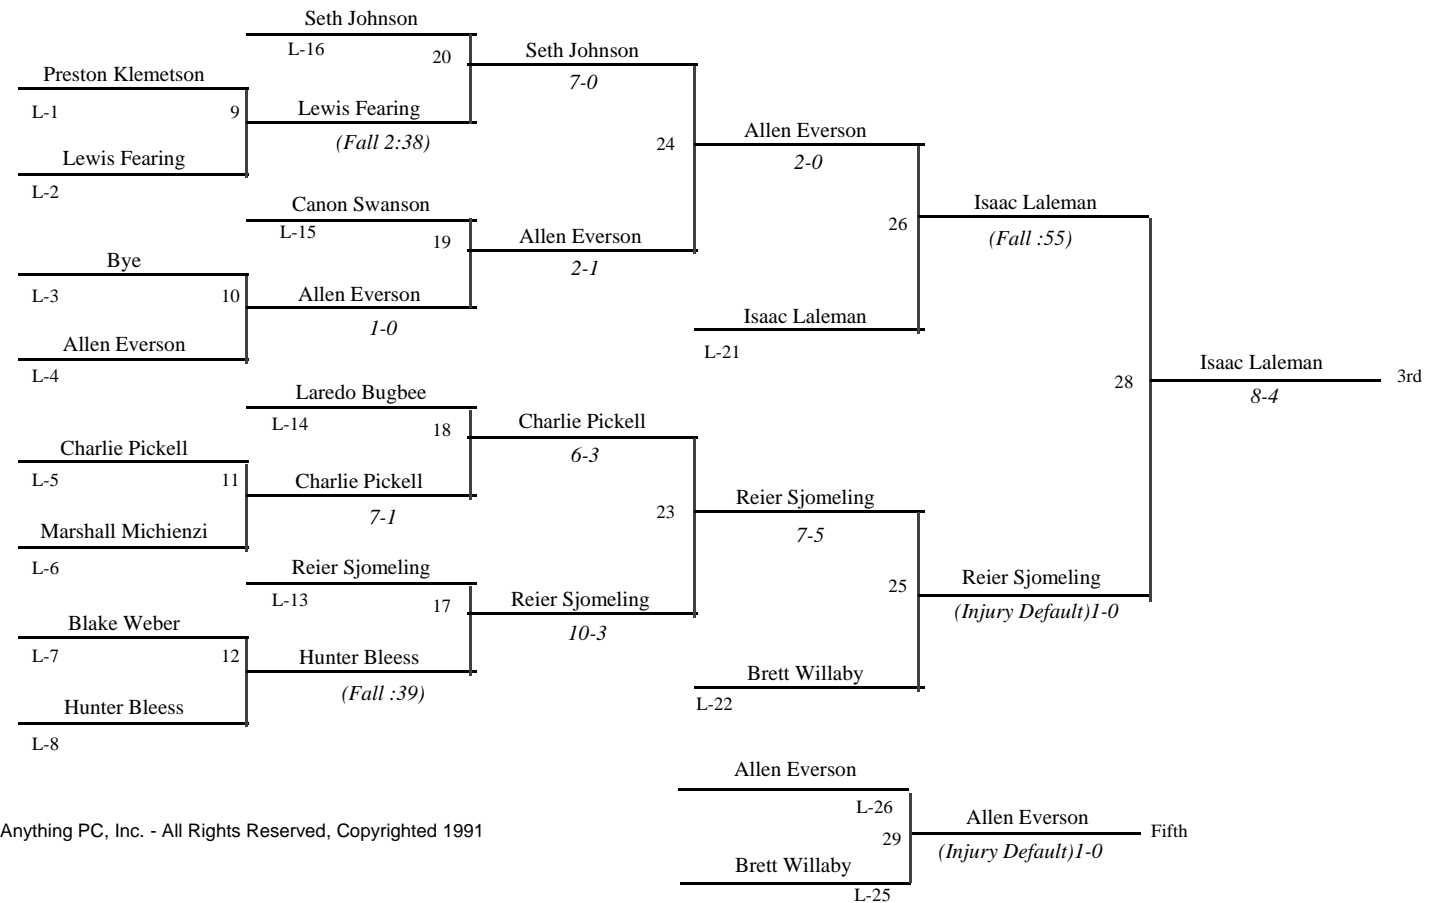 Seth Johnson
L-16
20
Seth Johnson
7-0
Preston Klemetson
L-1
9
Lewis Fearing
(Fall 2:38)
Lewis Fearing
L-2
24
Allen Everson
2-0
Canon Swanson
L-15
19
Allen Everson
2-1
Bye
L-3
10
Allen Everson
1-0
Allen Everson
L-4
26
Isaac Laleman
(Fall :55)
Isaac Laleman
L-21
28
Isaac Laleman
8-4
3rd
Laredo Bugbee
L-14
18
Charlie Pickell
6-3
Charlie Pickell
L-5
11
Charlie Pickell
7-1
Marshall Michienzi
L-6
23
Reier Sjomeling
7-5
Reier Sjomeling
L-13
17
Reier Sjomeling
10-3
Blake Weber
L-7
12
Hunter Bleess
(Fall :39)
Hunter Bleess
L-8
25
Reier Sjomeling
(Injury Default)1-0
Brett Willaby
L-22
Allen Everson
L-26
29
Allen Everson
(Injury Default)1-0
Fifth
Brett Willaby
L-25
Anything PC, Inc. - All Rights Reserved, Copyrighted 1991